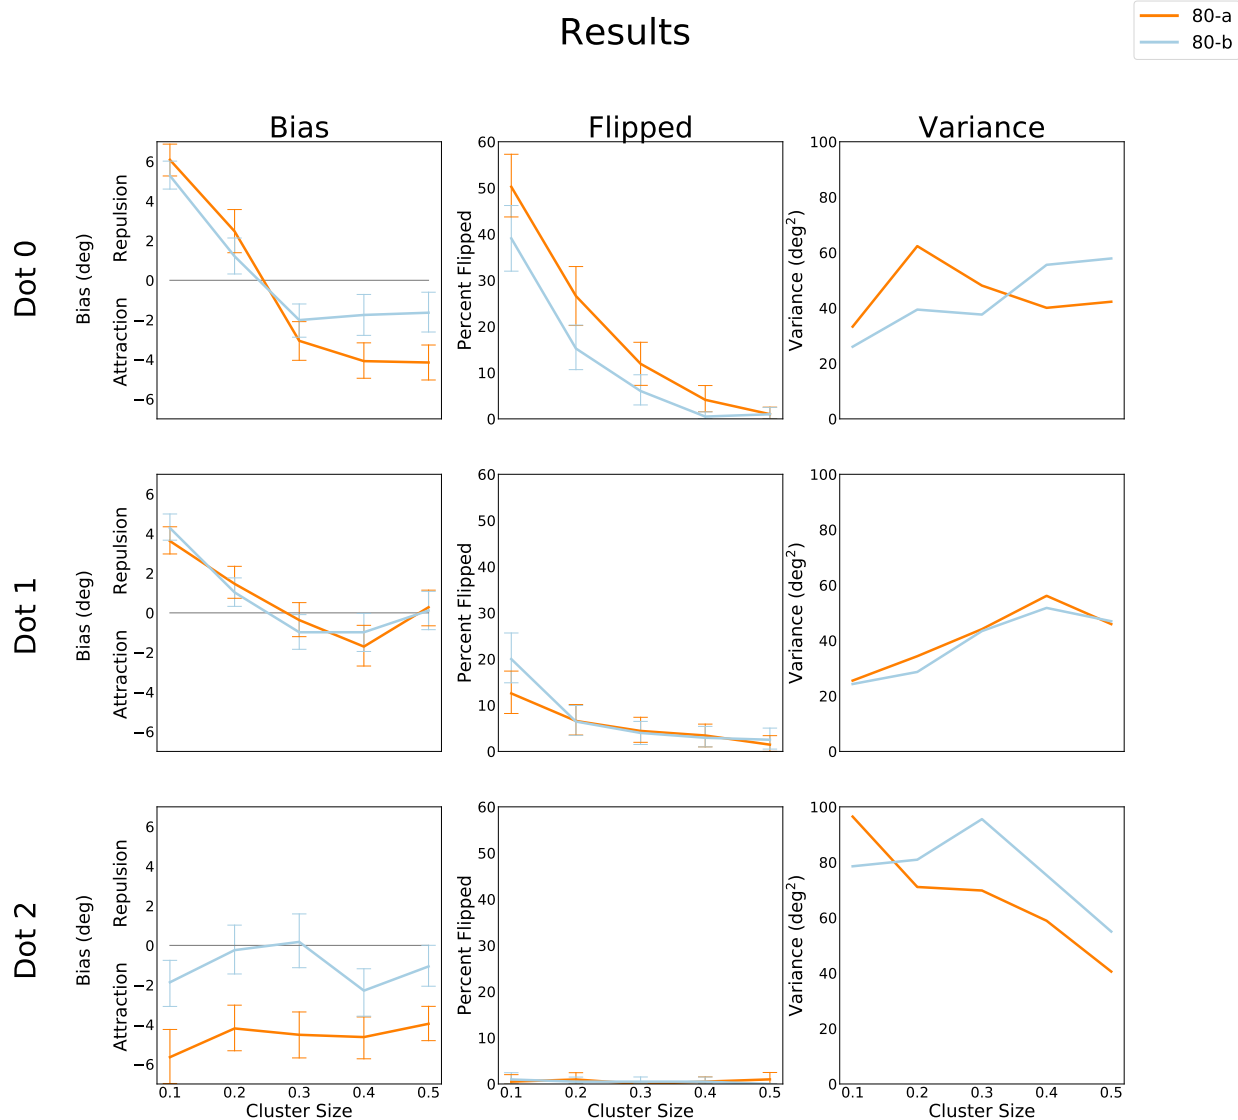 Results
80-a
80-b
Bias
Flipped
Variance
Dot 0
Bias (deg)
Attraction
Repulsion
6
4
2
0
−2
−4
−6
Percent Flipped
60
50
40
30
20
10
0
Variance (deg²)
100
80
60
40
20
0
Dot 1
Bias (deg)
Attraction
Repulsion
6
4
2
0
−2
−4
−6
Percent Flipped
60
50
40
30
20
10
0
Variance (deg²)
100
80
60
40
20
0
Dot 2
Bias (deg)
Attraction
Repulsion
6
4
2
0
−2
−4
−6
0.1 0.2 0.3 0.4 0.5
Cluster Size
Percent Flipped
60
50
40
30
20
10
0
0.1 0.2 0.3 0.4 0.5
Cluster Size
Variance (deg²)
100
80
60
40
20
0
0.1 0.2 0.3 0.4 0.5
Cluster Size